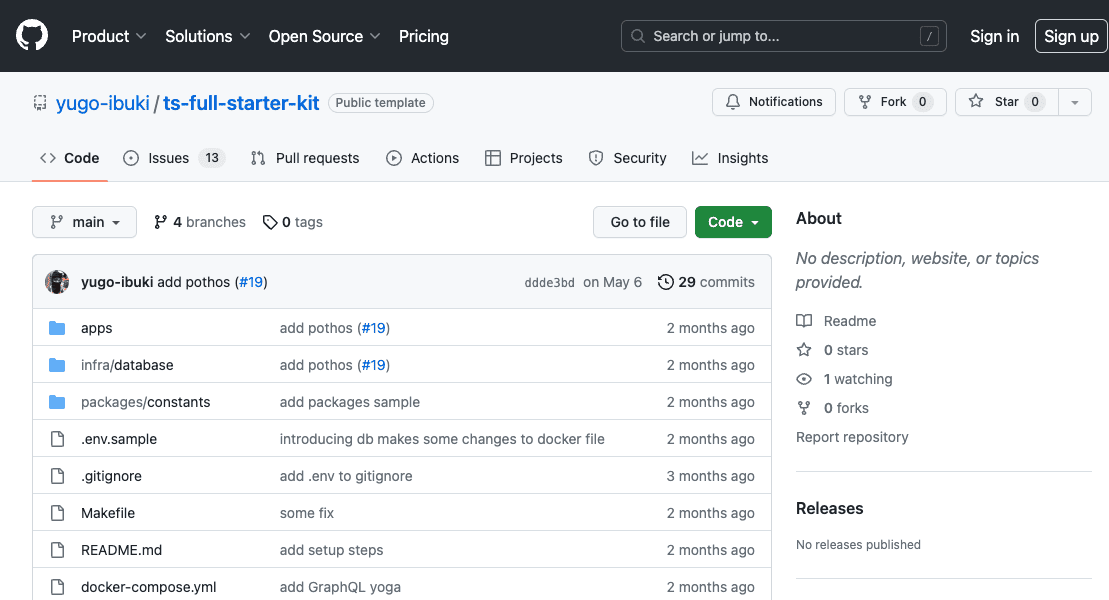 Product Solutions Open Source Pricing Search or jump to... / Sign in Sign up
yugo-ibuki / ts-full-starter-kit Public template Notifications Fork 0 Star 0
Code Issues 13 Pull requests Actions Projects Security Insights
main 4 branches 0 tags Go to file Code
yugo-ibuki add pothos (#19) ddde3bd on May 6 29 commits
apps add pothos (#19) 2 months ago
infra/database add pothos (#19) 2 months ago
packages/constants add packages sample 2 months ago
.env.sample introducing db makes some changes to docker file 2 months ago
.gitignore add .env to gitignore 3 months ago
Makefile some fix 2 months ago
README.md add setup steps 2 months ago
docker-compose.yml add GraphQL yoga 2 months ago
About
No description, website, or topics
provided.
Readme
0 stars
1 watching
0 forks
Report repository
Releases
No releases published